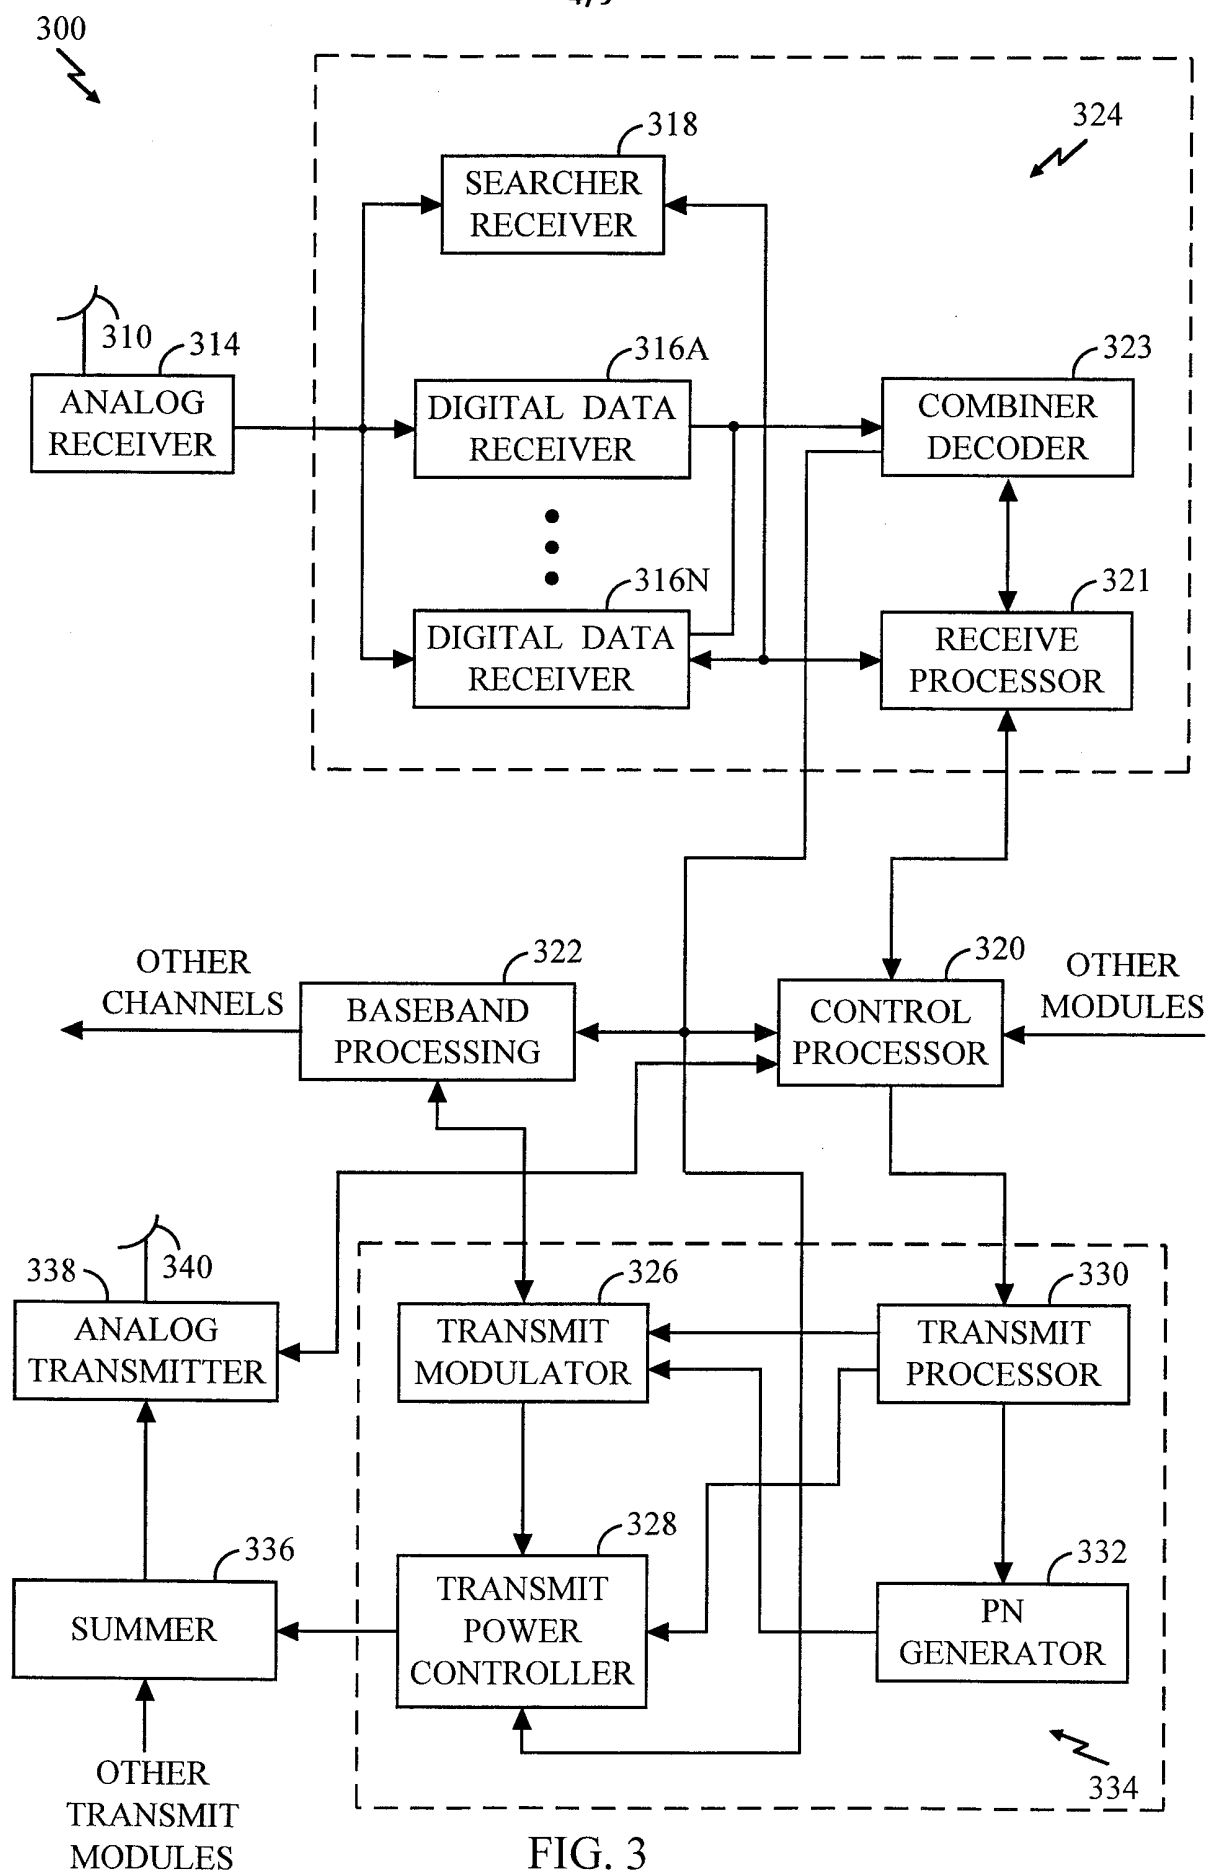 300
324
318
SEARCHER
RECEIVER
310
314
ANALOG
RECEIVER
316A
DIGITAL DATA
RECEIVER
323
COMBINER
DECODER
316N
DIGITAL DATA
RECEIVER
321
RECEIVE
PROCESSOR
OTHER
CHANNELS
322
BASEBAND
PROCESSING
320
CONTROL
PROCESSOR
OTHER
MODULES
338
340
ANALOG
TRANSMITTER
326
TRANSMIT
MODULATOR
330
TRANSMIT
PROCESSOR
336
SUMMER
328
TRANSMIT
POWER
CONTROLLER
332
PN
GENERATOR
334
OTHER
TRANSMIT
MODULES
FIG. 3